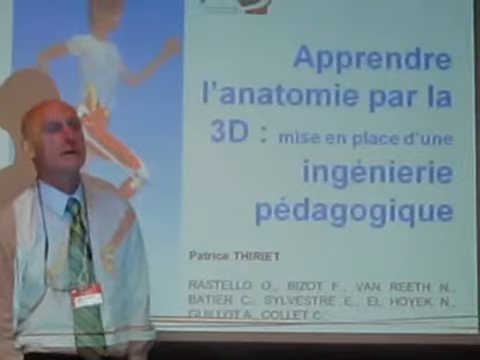 Apprendre
l'anatomie par la
3D : mise en place d'une
ingénierie
pédagogique
Patrice THIRIET
RASTELLO O., BIZOT F., VAN REETH N.,
BATIER C., SYLVESTRE E., EL HOYEK N.,
GUILLOT A., COLLET C.